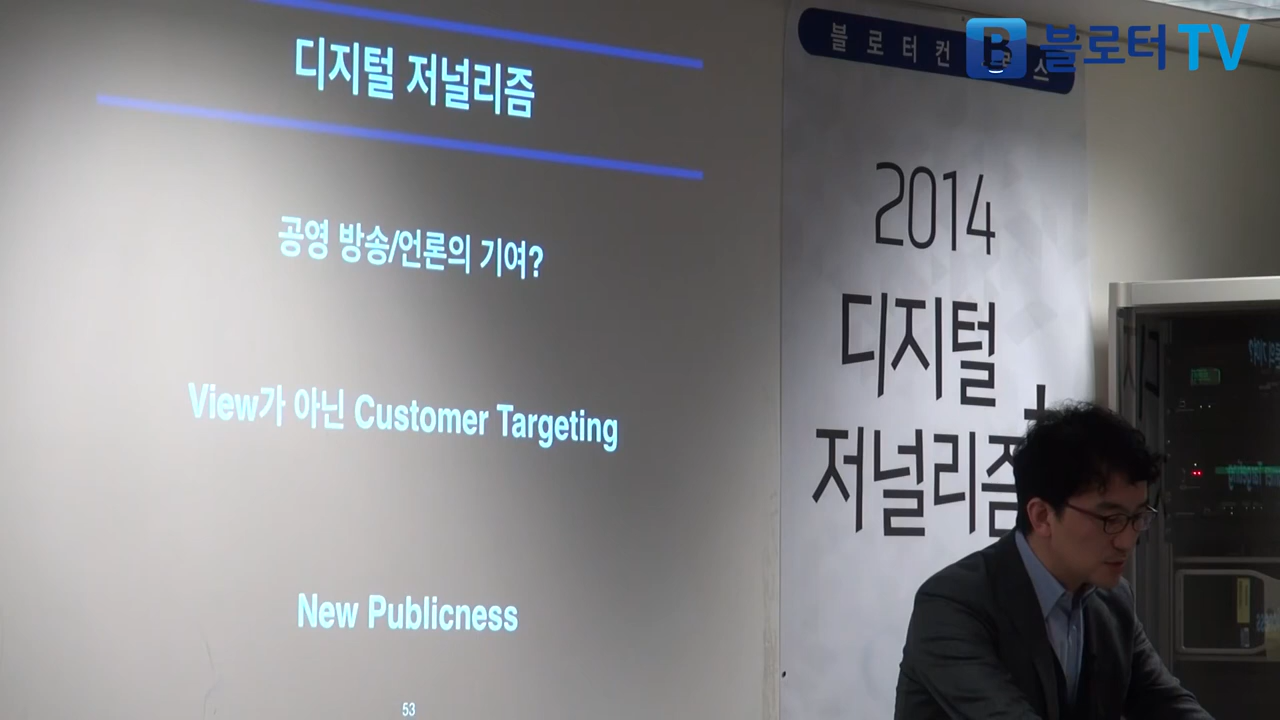 디지털 저널리즘
공영 방송/언론의 기여?
View가 아닌 Customer Targeting
New Publicness
53
블로터컨 스
2014
디지털
저널리즘
+
B 블로터 TV